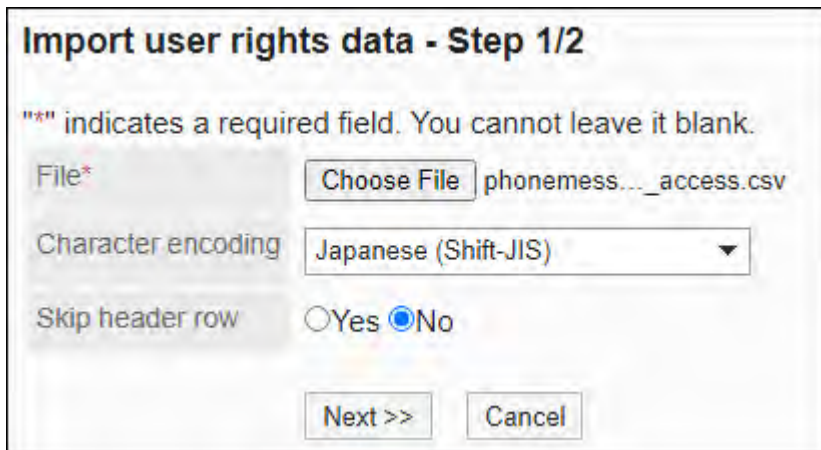 Import user rights data - Step 1/2
"*" indicates a required field. You cannot leave it blank.
File* Choose File phonemess..._access.csv
Character encoding Japanese (Shift-JIS)
Skip header row Yes No
Next >> Cancel